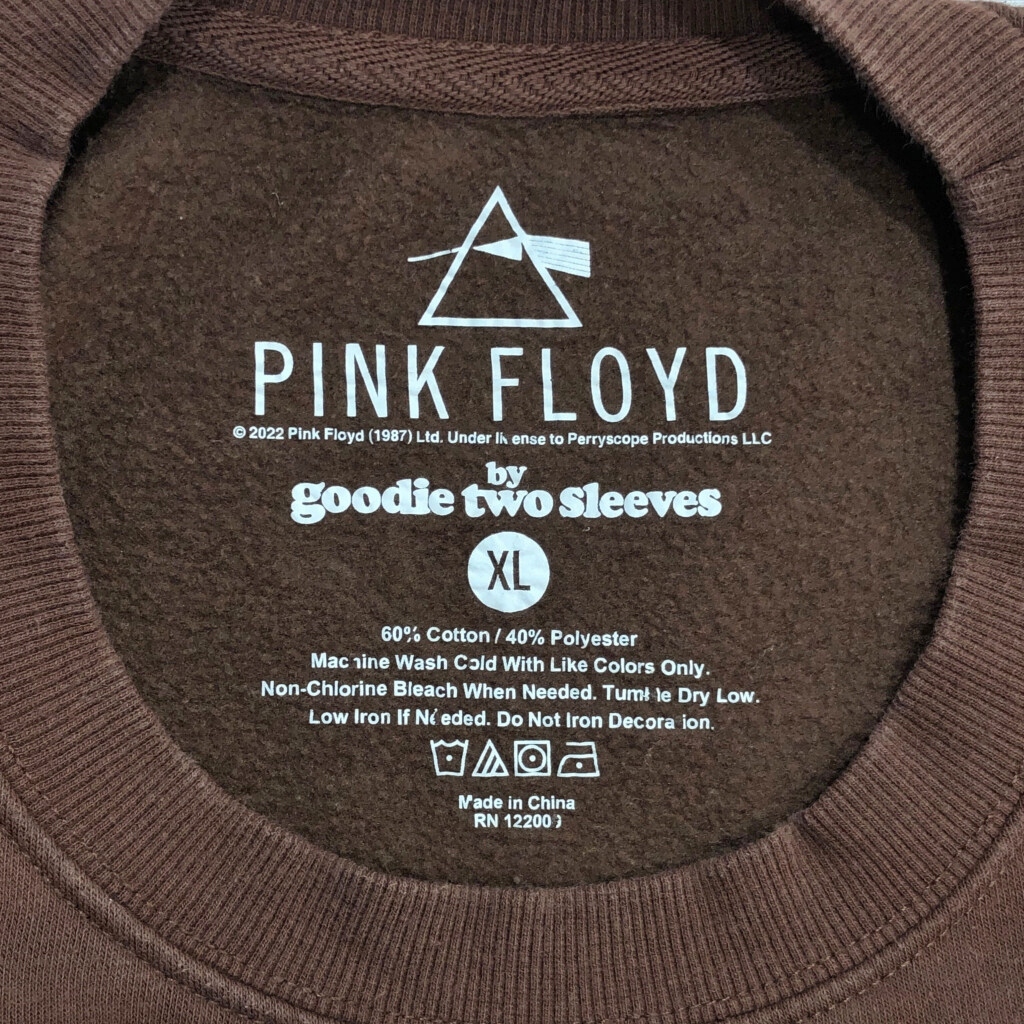 PINK FLOYD
© 2022 Pink Floyd (1987) Ltd. Under license to Perryscope Productions LLC
by
goodie two sleeves
XL
60% Cotton / 40% Polyester
Machine Wash Cold With Like Colors Only.
Non-Chlorine Bleach When Needed. Tumble Dry Low.
Low Iron If Needed. Do Not Iron Decoration.
Made in China
RN